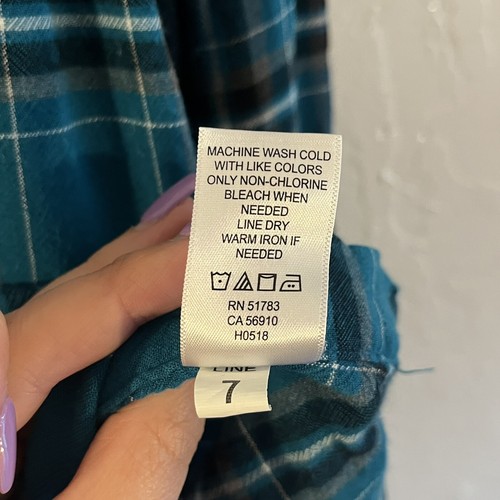 MACHINE WASH COLD
WITH LIKE COLORS
ONLY NON-CHLORINE
BLEACH WHEN
NEEDED
LINE DRY
WARM IRON IF
NEEDED
RN 51783
CA 56910
H0518
LINE
7